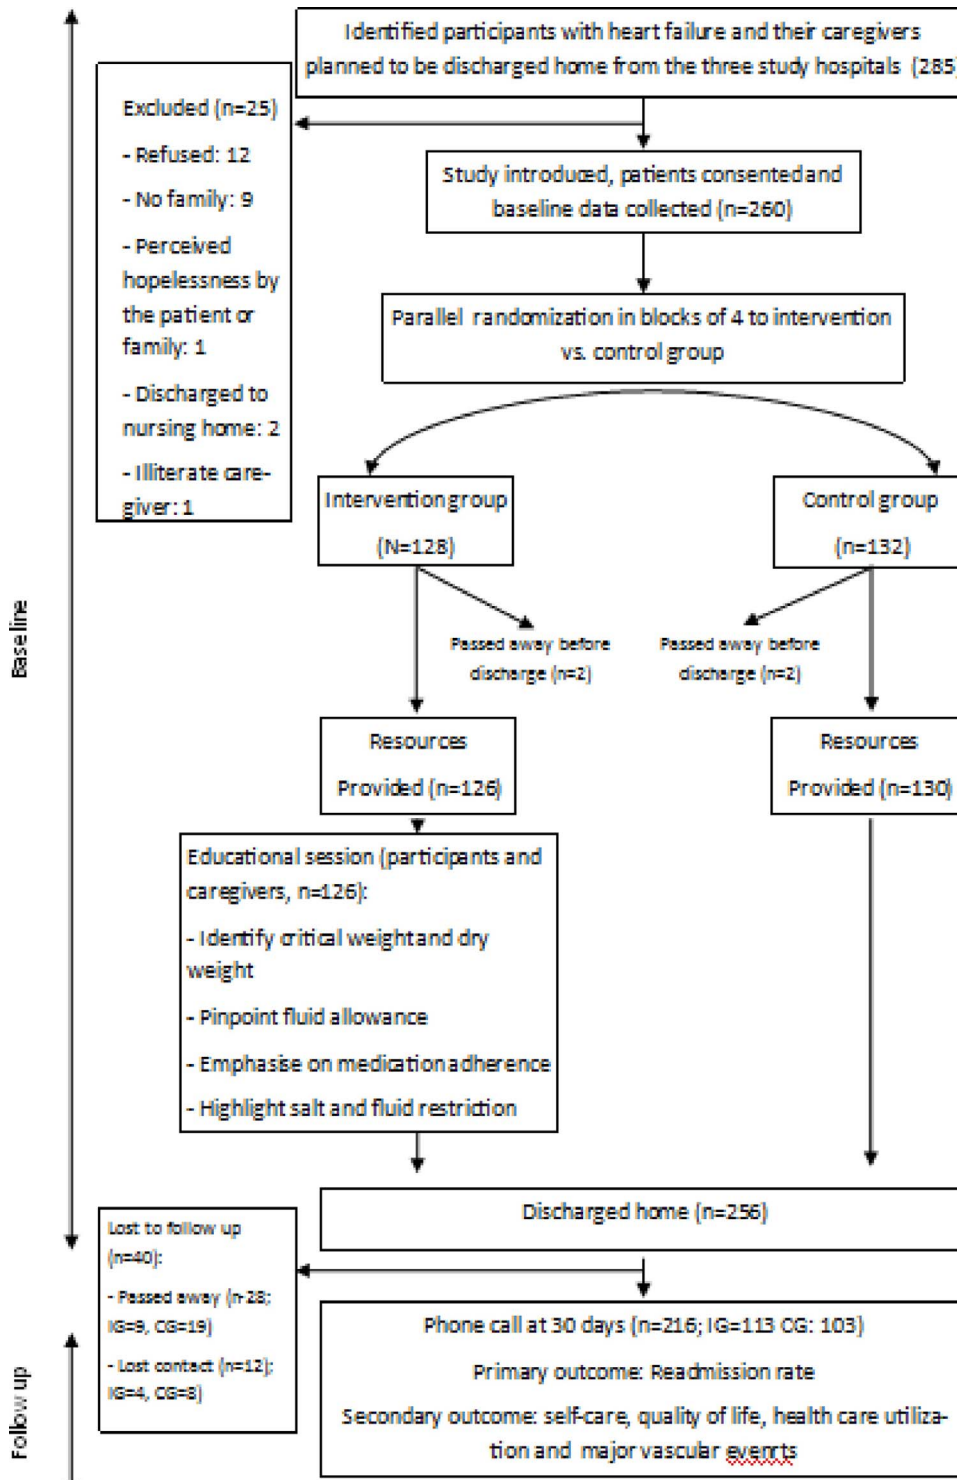 Identified participants with heart failure and their caregivers
planned to be discharged home from the three study hospitals (285)
Excluded (n=25)
- Refused: 12
- No family: 9
- Perceived
hopelessness by
the patient or
family: 1
- Discharged to
nursing home: 2
- Illiterate care-
giver: 1
Study introduced, patients consented and
baseline data collected (n=260)
Parallel randomization in blocks of 4 to intervention
vs. control group
Intervention group
(N=128)
Control group
(n=132)
Passed away before
discharge (n=2)
Passed away before
discharge (n=2)
Resources
Provided (n=126)
Resources
Provided (n=130)
Educational session (participants and
caregivers, n=126):
- Identify critical weight and dry
weight
- Pinpoint fluid allowance
- Emphasise on medication adherence
- Highlight salt and fluid restriction
Baseline
Discharged home (n=256)
Lost to follow up
(n=40):
- Passed away (n-28;
IG=9, CG=19)
- Lost contact (n=12);
IG=4, CG=8)
Phone call at 30 days (n=216; IG=113 CG: 103)
Primary outcome: Readmission rate
Secondary outcome: self-care, quality of life, health care utiliza-
tion and major vascular evenrts
Follow up